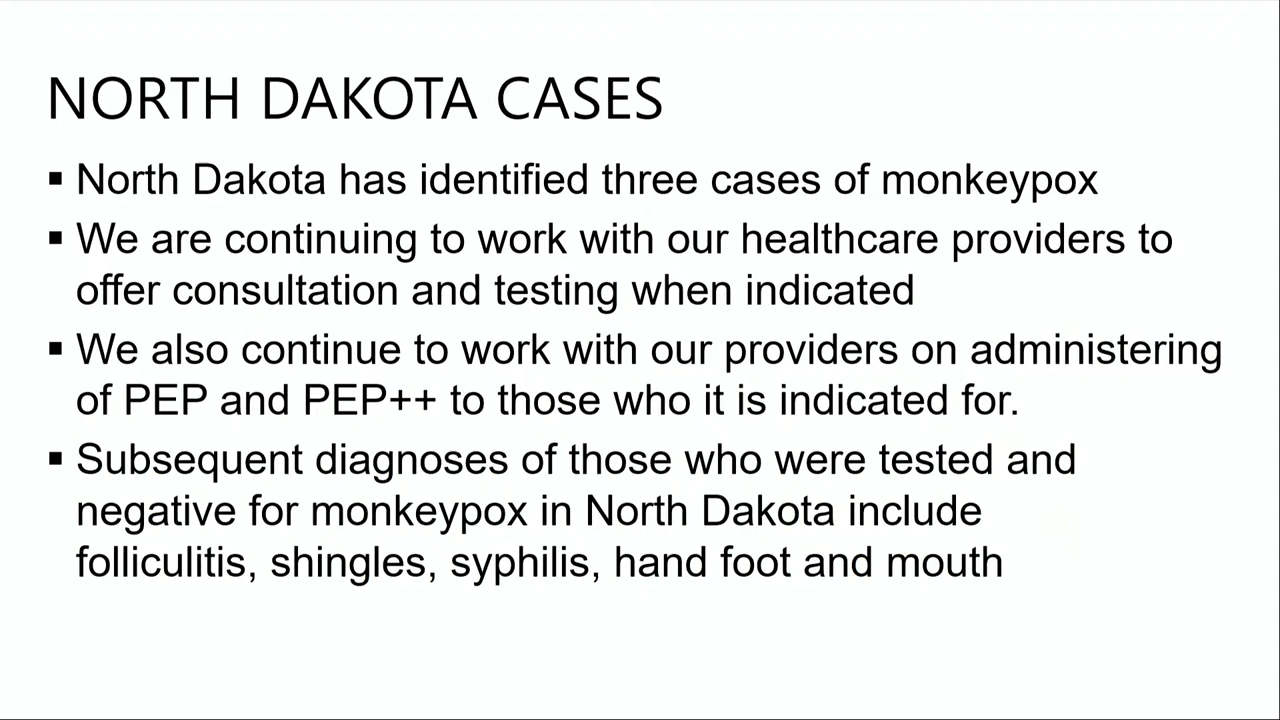 NORTH DAKOTA CASES
▪ North Dakota has identified three cases of monkeypox
▪ We are continuing to work with our healthcare providers to
offer consultation and testing when indicated
▪ We also continue to work with our providers on administering
of PEP and PEP++ to those who it is indicated for.
▪ Subsequent diagnoses of those who were tested and
negative for monkeypox in North Dakota include
folliculitis, shingles, syphilis, hand foot and mouth